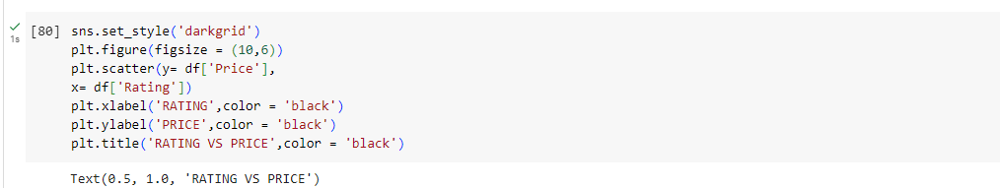 [80] sns.set_style('darkgrid')
1s
plt.figure(figsize = (10,6))
plt.scatter(y= df['Price'],
x= df['Rating'])
plt.xlabel('RATING',color = 'black')
plt.ylabel('PRICE',color = 'black')
plt.title('RATING VS PRICE',color = 'black')
Text(0.5, 1.0, 'RATING VS PRICE')